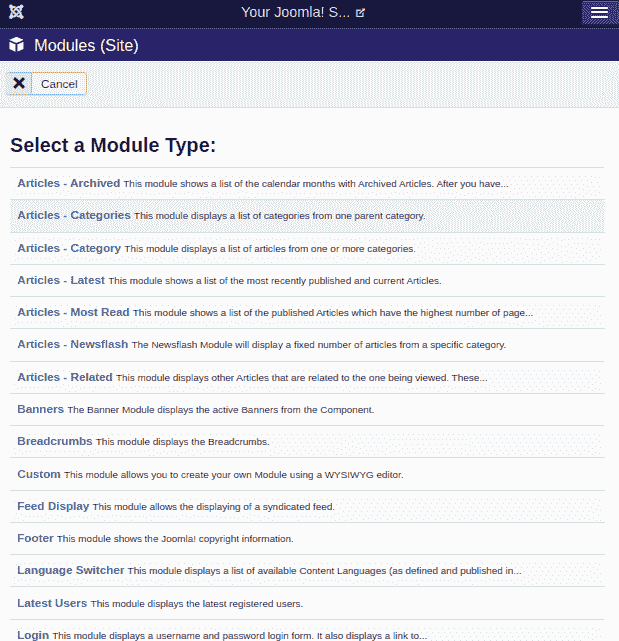 Your Joomla! S...
Modules (Site)
Cancel
Select a Module Type:
Articles - Archived This module shows a list of the calendar months with Archived Articles. After you have...
Articles - Categories This module displays a list of categories from one parent category.
Articles - Category This module displays a list of articles from one or more categories.
Articles - Latest This module shows a list of the most recently published and current Articles.
Articles - Most Read This module shows a list of the published Articles which have the highest number of page...
Articles - Newsflash The Newsflash Module will display a fixed number of articles from a specific category.
Articles - Related This module displays other Articles that are related to the one being viewed. These...
Banners The Banner Module displays the active Banners from the Component.
Breadcrumbs This module displays the Breadcrumbs.
Custom This module allows you to create your own Module using a WYSIWYG editor.
Feed Display This module allows the displaying of a syndicated feed.
Footer This module shows the Joomla! copyright information.
Language Switcher This module displays a list of available Content Languages (as defined and published in...
Latest Users This module displays the latest registered users.
Login This module displays a username and password login form. It also displays a link to...